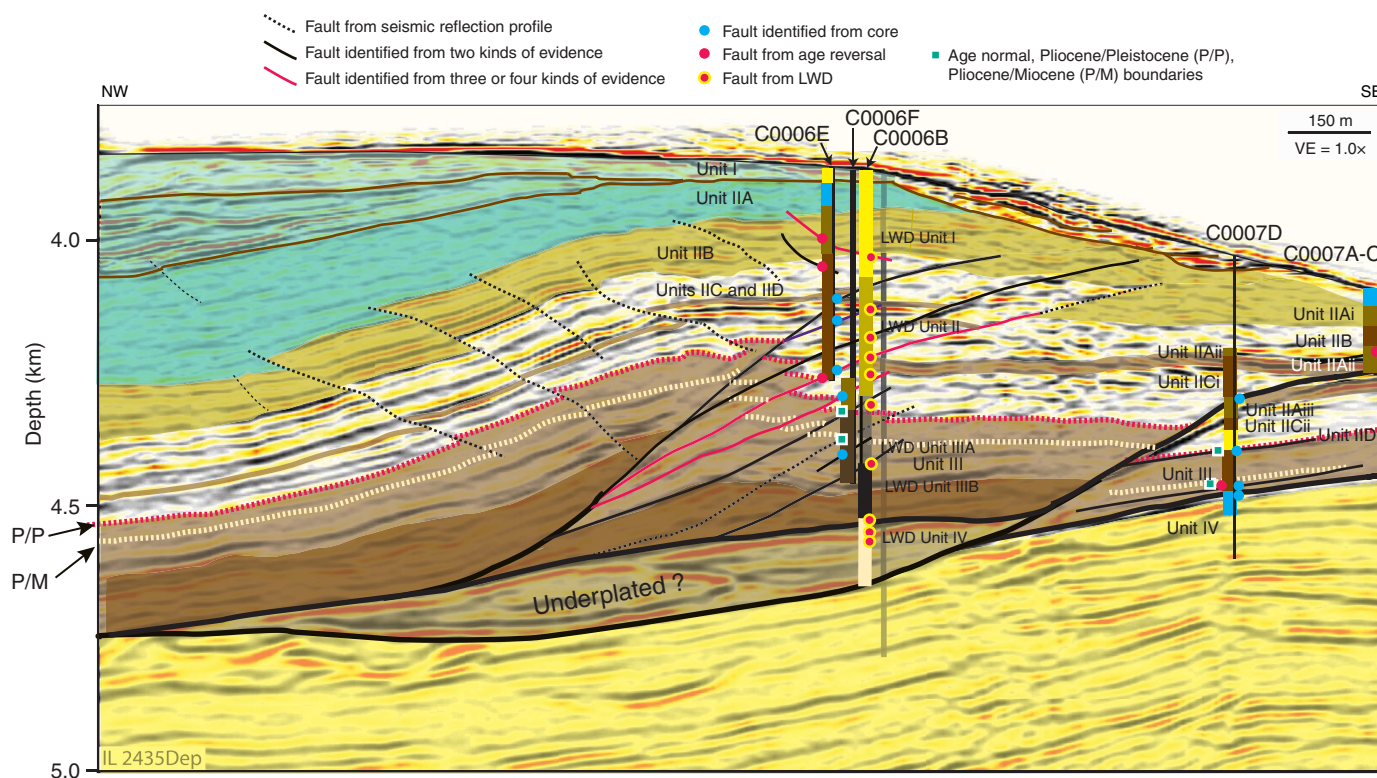 Fault from seismic reflection profile
Fault identified from two kinds of evidence
Fault identified from three or four kinds of evidence
Fault identified from core
Fault from age reversal
Fault from LWD
Age normal, Pliocene/Pleistocene (P/P),
Pliocene/Miocene (P/M) boundaries
NW
SE
150 m
VE = 1.0×
C0006E
C0006F
C0006B
C0007D
C0007A-C
Unit I
Unit IIA
Unit IIB
Units IIC and IID
LWD Unit I
LWD Unit II
LWD Unit IIIA
Unit III
LWD Unit IIIB
LWD Unit IV
Underplated ?
Unit IIAi
Unit IIB
Unit IIAii
Unit IIAii
Unit IICi
Unit IIAiii
Unit IICii
Unit IID
Unit III
Unit IV
Depth (km)
4.0
4.5
5.0
P/P
P/M
IL 2435Dep